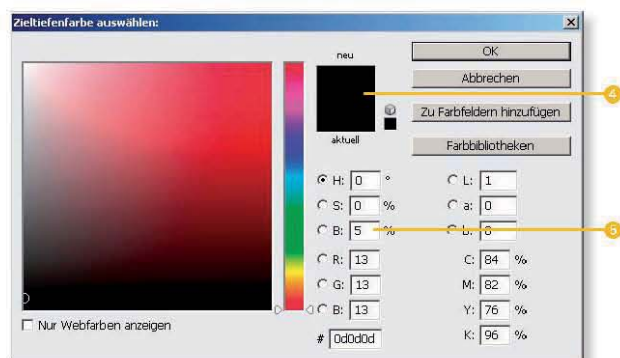 Zieltiefenfarbe auswählen:
neu
OK
Abbrechen
4
Zu Farbfeldern hinzufügen
aktuell
Farbbibliotheken
H: 0 ° L: 1
S: 0 % a: 0
B: 5 % b: 0
5
R: 13 C: 84 %
G: 13 M: 82 %
B: 13 Y: 76 %
Nur Webfarben anzeigen
# 0d0d0d K: 96 %